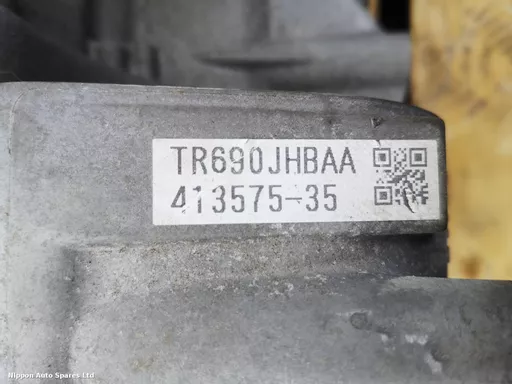 TR690JHBAA
413575-35
Nippon Auto Spares Ltd